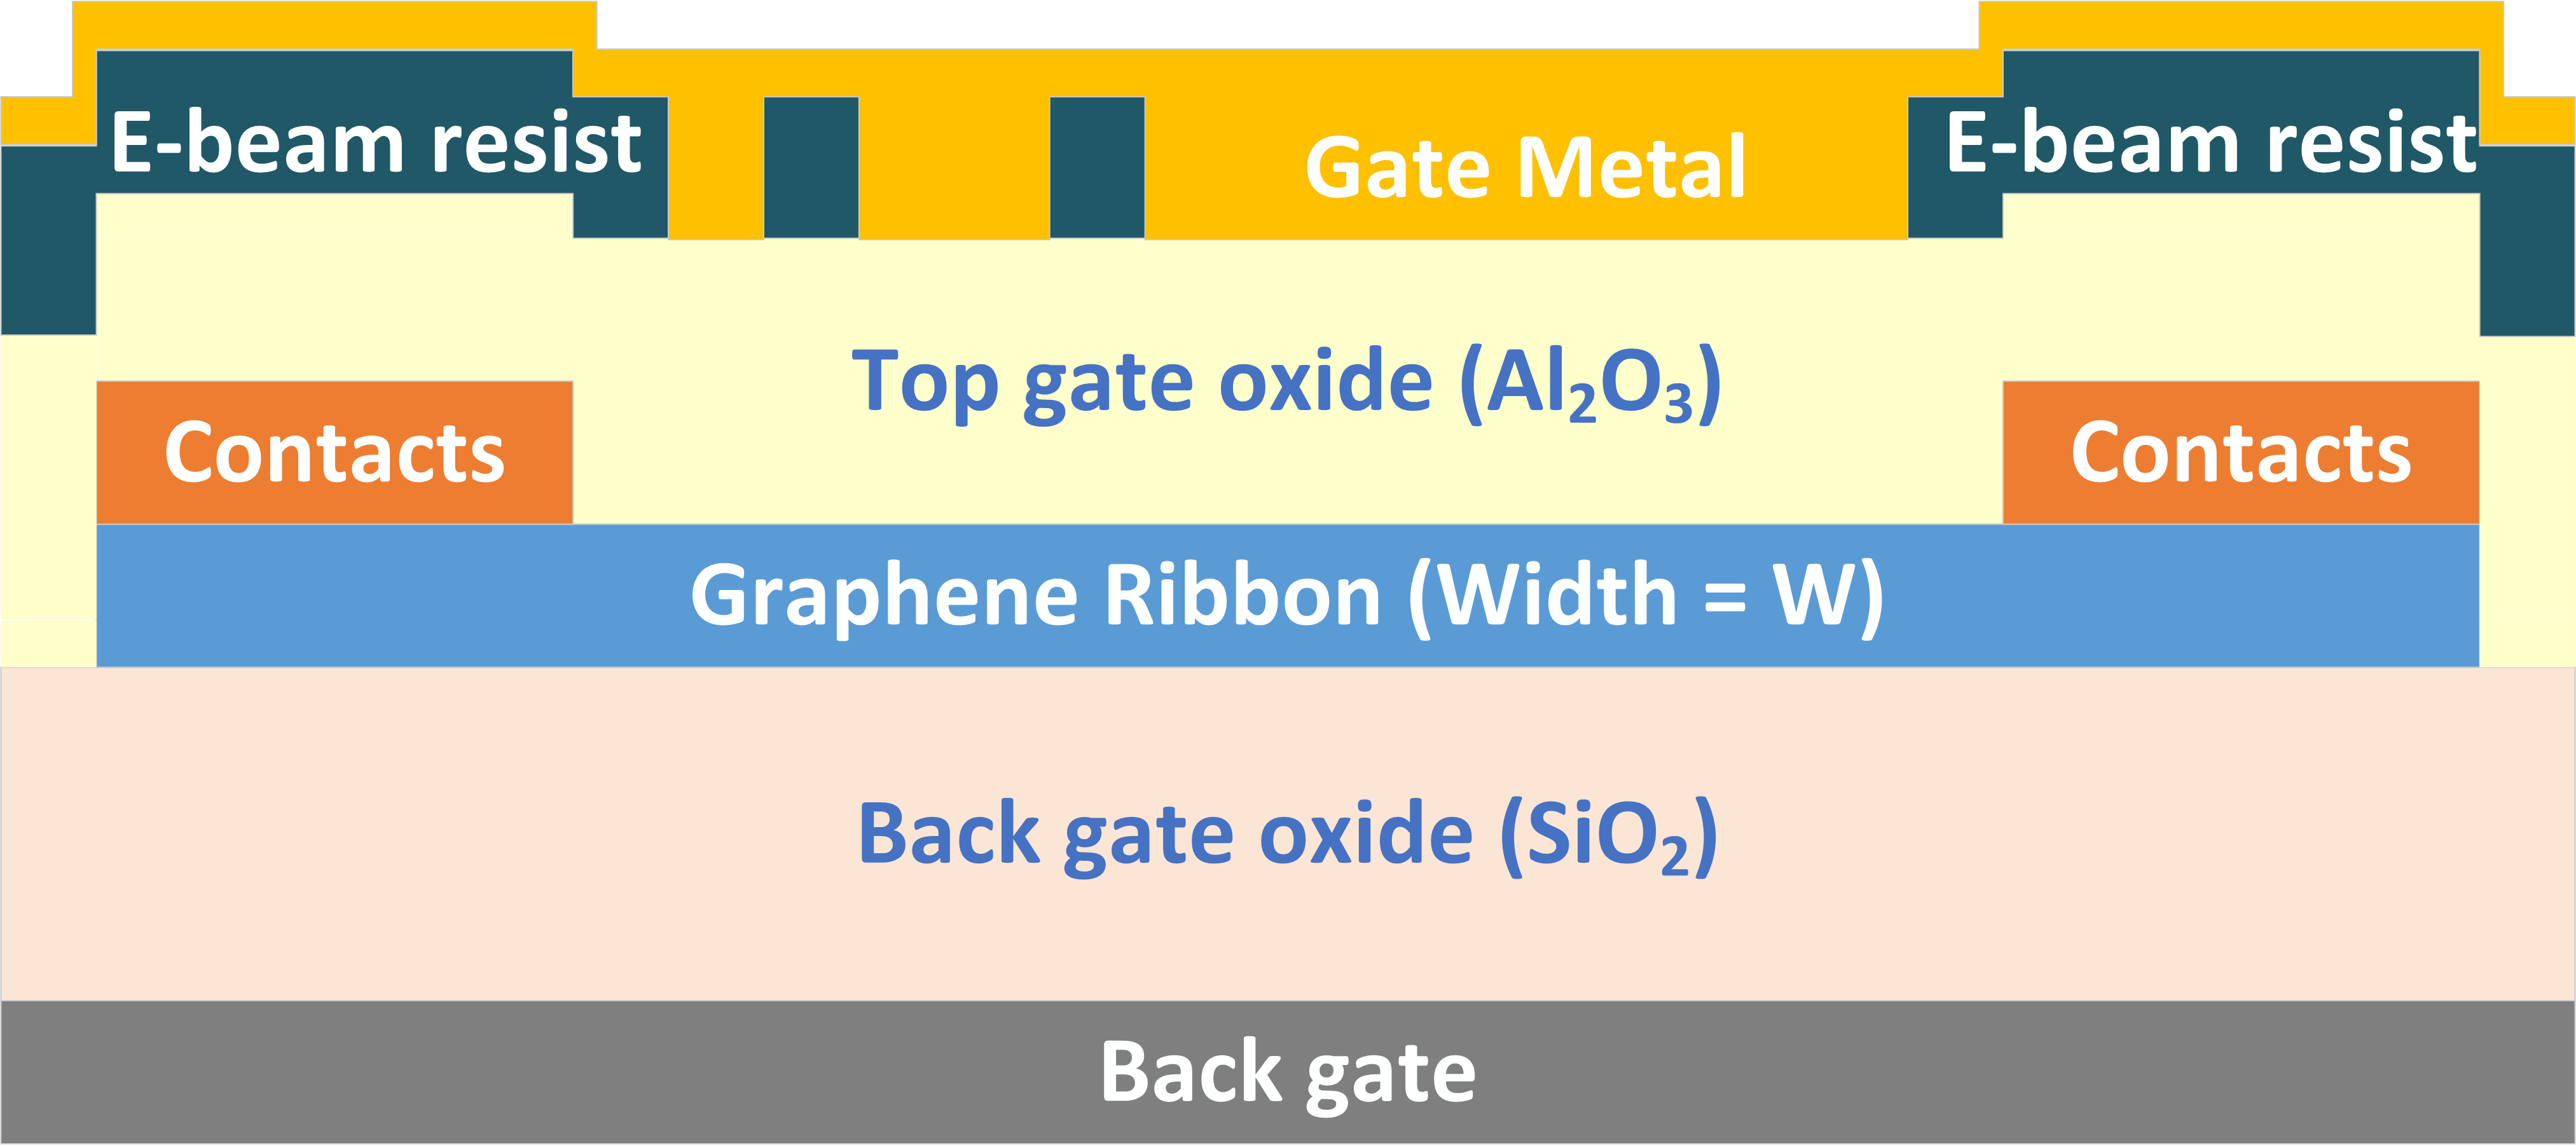 E-beam resist
E-beam resist
Gate Metal
Top gate oxide (Al₂O₃)
Contacts
Contacts
Graphene Ribbon (Width = W)
Back gate oxide (SiO₂)
Back gate